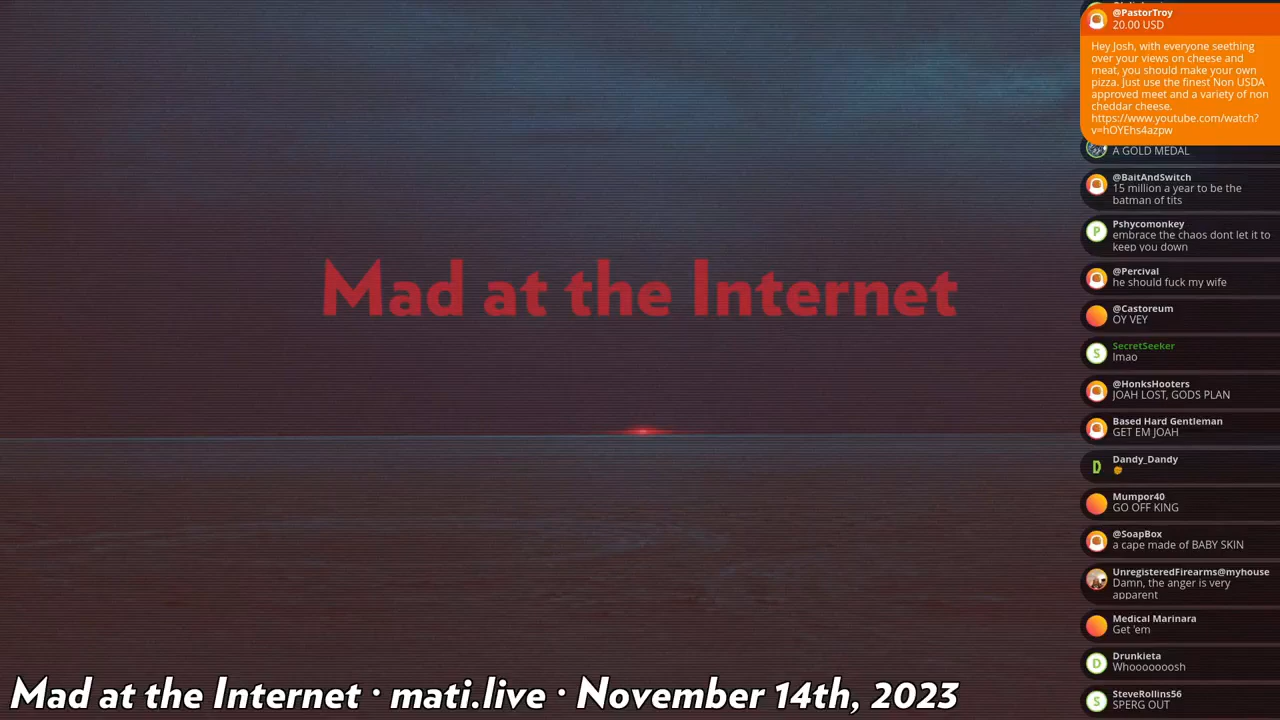 @PastorTroy
20.00 USD
Hey Josh, with everyone seething
over your views on cheese and
meat, you should make your own
pizza. Just use the finest Non USDA
approved meet and a variety of non
cheddar cheese.
https://www.youtube.com/watch?
v=hOYEhs4azpw
A GOLD MEDAL
@BaitAndSwitch
15 million a year to be the
batman of tits
P
Pshycomonkey
embrace the chaos dont let it to
keep you down
@Percival
he should fuck my wife
Mad at the Internet
@Castoreum
OY VEY
S
SecretSeeker
lmao
@HonksHooters
JOAH LOST, GODS PLAN
Based Hard Gentleman
GET EM JOAH
D
Dandy_Dandy
Mumpor40
GO OFF KING
@SoapBox
a cape made of BABY SKIN
UnregisteredFirearms@myhouse
Damn, the anger is very
apparent
Medical Marinara
Get 'em
D
Drunkieta
Whooooooosh
S
SteveRollins56
SPERG OUT
Mad at the Internet · mati.live · November 14th, 2023